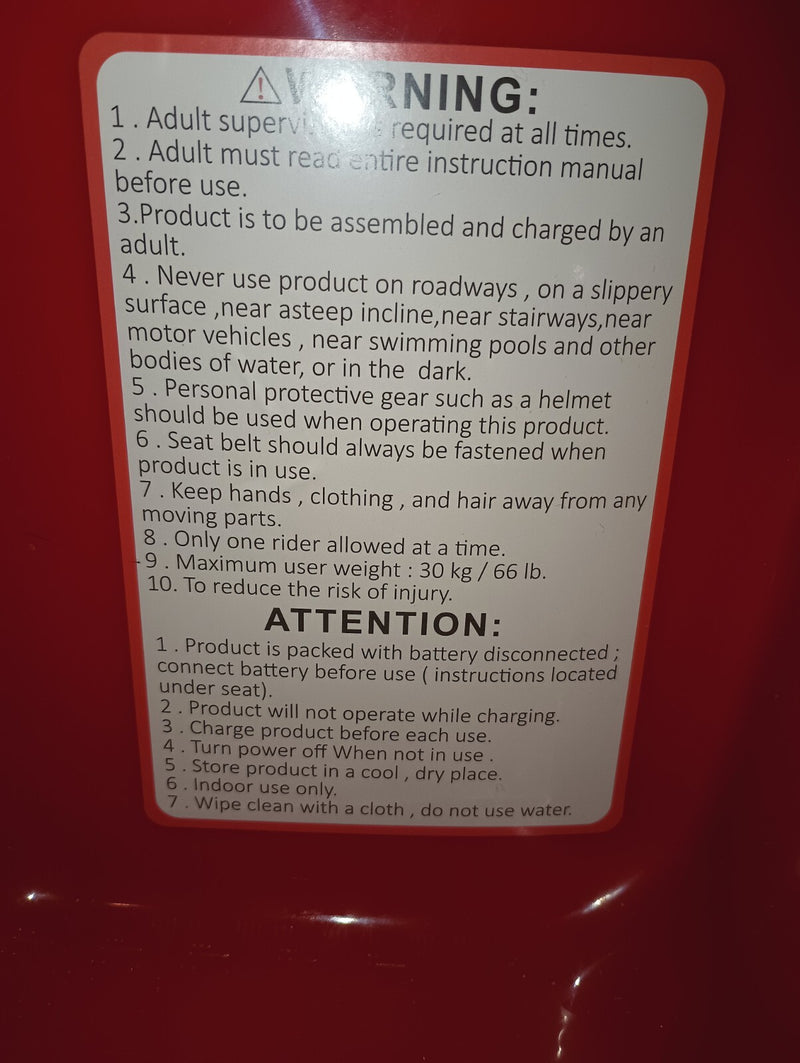 WARNING:
1 . Adult supervision is required at all times.
2 . Adult must read entire instruction manual
before use.
3.Product is to be assembled and charged by an
adult.
4 . Never use product on roadways , on a slippery
surface ,near asteep incline,near stairways,near
motor vehicles , near swimming pools and other
bodies of water, or in the dark.
5 . Personal protective gear such as a helmet
should be used when operating this product.
6 . Seat belt should always be fastened when
product is in use.
7 . Keep hands , clothing , and hair away from any
moving parts.
8 . Only one rider allowed at a time.
9 . Maximum user weight : 30 kg / 66 lb.
10. To reduce the risk of injury.
ATTENTION:
1 . Product is packed with battery disconnected ;
connect battery before use ( instructions located
under seat).
2 . Product will not operate while charging.
3 . Charge product before each use.
4 . Turn power off When not in use .
5 . Store product in a cool , dry place.
6 . Indoor use only.
7 . Wipe clean with a cloth , do not use water.